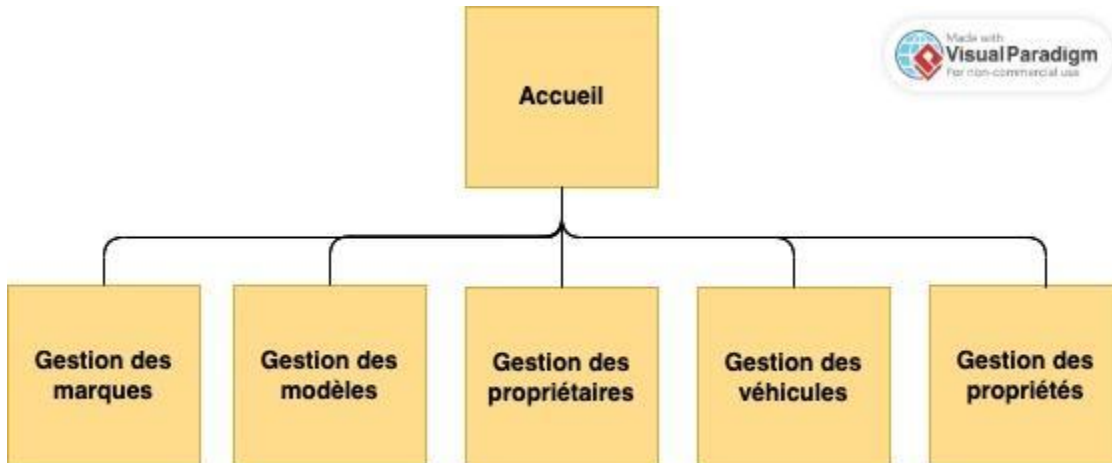 Made with
Visual Paradigm
For non-commercial use
Accueil
Gestion des
marques
Gestion des
modèles
Gestion des
propriétaires
Gestion des
véhicules
Gestion des
propriétés